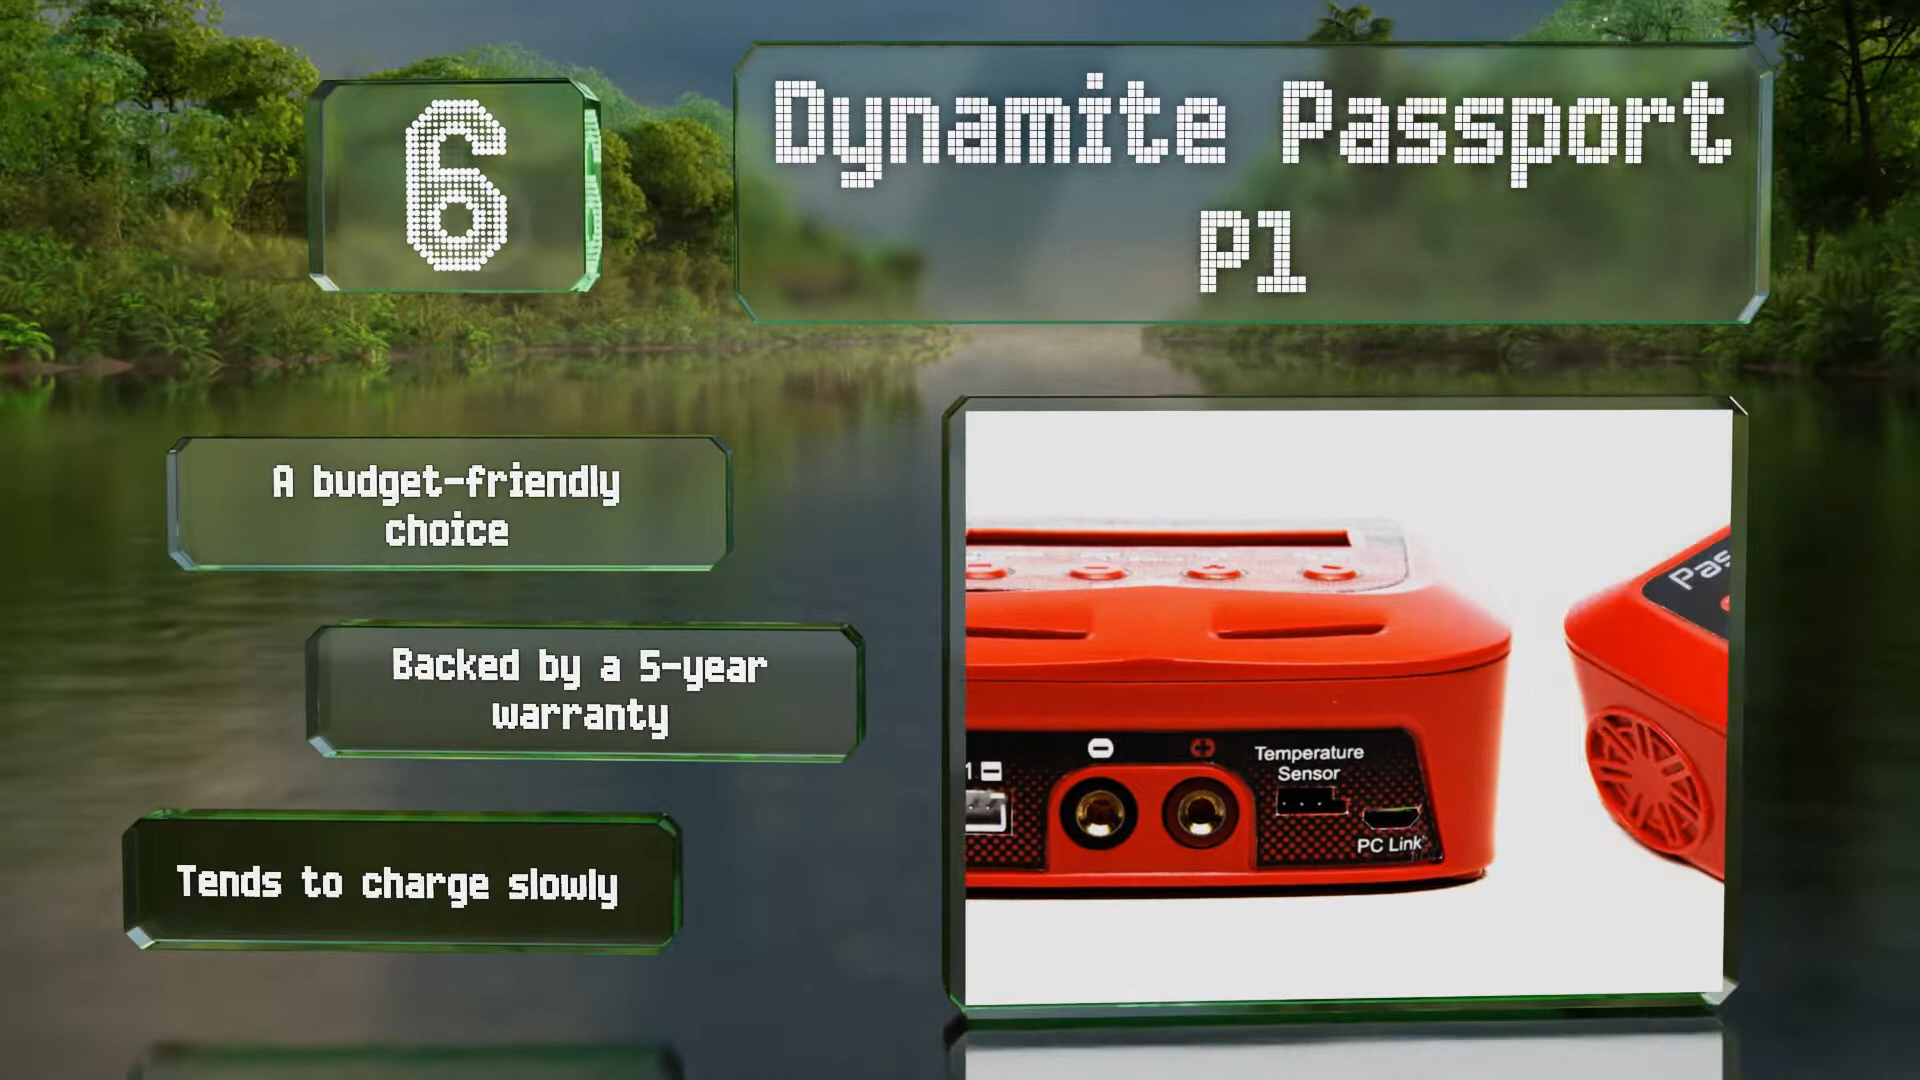 6
Dynamite Passport
P1
A budget-friendly
choice
Backed by a 5-year
warranty
Tends to charge slowly
Temperature
Sensor
PC Link